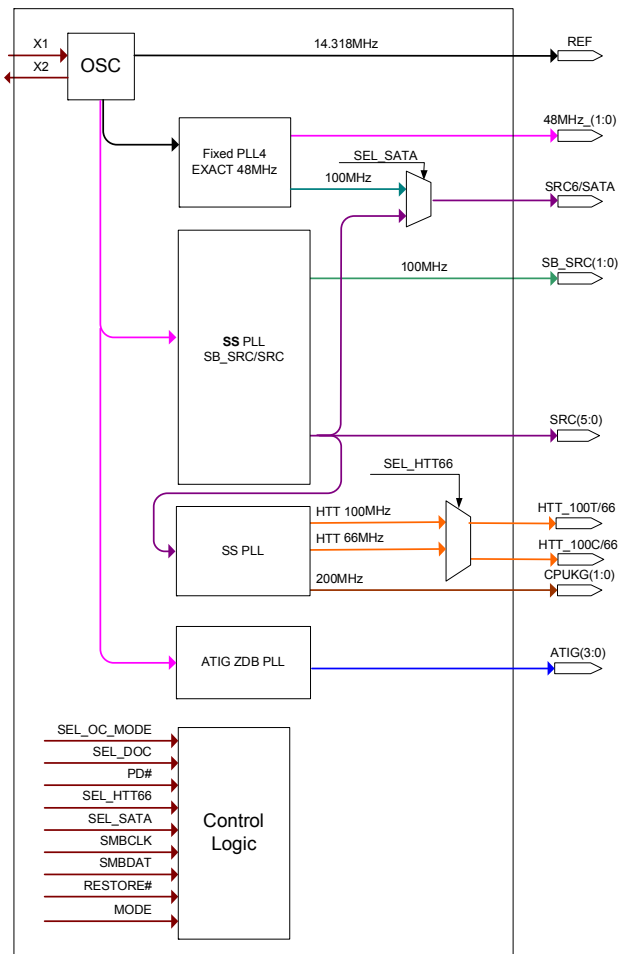 X1
X2
OSC
14.318MHz
REF
Fixed PLL4
EXACT 48MHz
48MHz_(1:0)
SEL_SATA
100MHz
SRC6/SATA
SS PLL
SB_SRC/SRC
100MHz
SB_SRC(1:0)
SRC(5:0)
SEL_HTT66
SS PLL
HTT 100MHz
HTT 66MHz
200MHz
HTT_100T/66
HTT_100C/66
CPUKG(1:0)
ATIG ZDB PLL
ATIG(3:0)
SEL_OC_MODE
SEL_DOC
PD#
SEL_HTT66
SEL_SATA
SMBCLK
SMBDAT
RESTORE#
MODE
Control
Logic